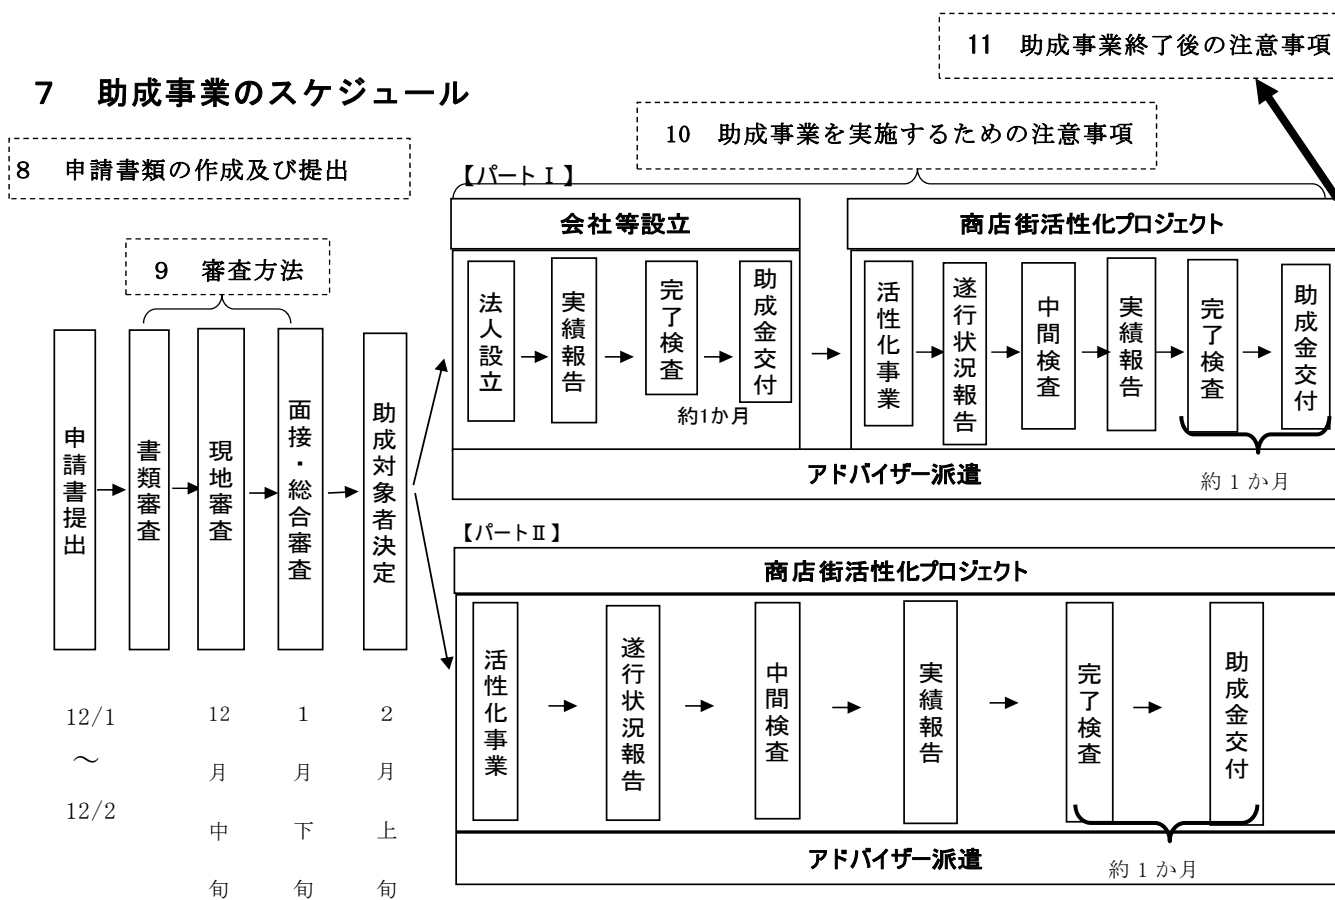 11 助成事業終了後の注意事項
7 助成事業のスケジュール
10 助成事業を実施するための注意事項
8 申請書類の作成及び提出
【パートⅠ】
会社等設立
商店街活性化プロジェクト
9 審査方法
法人設立
実績報告
完了検査
助成金交付
約1か月
活性化事業
遂行状況報告
中間検査
実績報告
完了検査
助成金交付
約1か月
アドバイザー派遣
申請書提出
書類審査
現地審査
面接・総合審査
助成対象者決定
【パートⅡ】
商店街活性化プロジェクト
活性化事業
遂行状況報告
中間検査
実績報告
完了検査
助成金交付
約1か月
アドバイザー派遣
12/1
～
12/2
12月中旬
1月下旬
2月上旬